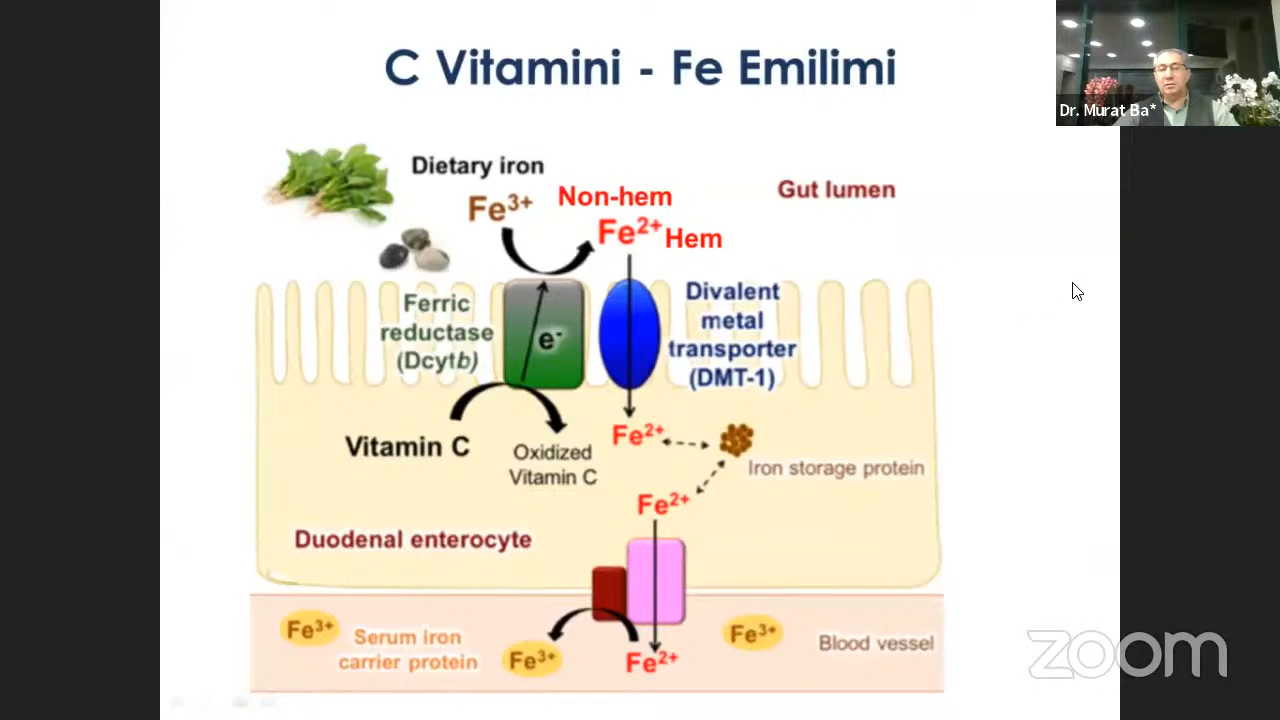 C Vitamini - Fe Emilimi
Dr. Murat Ba*
Dietary iron
Fe³⁺
Non-hem
Fe²⁺ Hem
Gut lumen
Ferric
reductase
(Dcytb)
e⁻
Divalent
metal
transporter
(DMT-1)
Vitamin C
Oxidized
Vitamin C
Fe²⁺
Iron storage protein
Fe²⁺
Duodenal enterocyte
Fe³⁺
Serum iron
carrier protein
Fe³⁺
Fe²⁺
Fe³⁺
Blood vessel
zoom